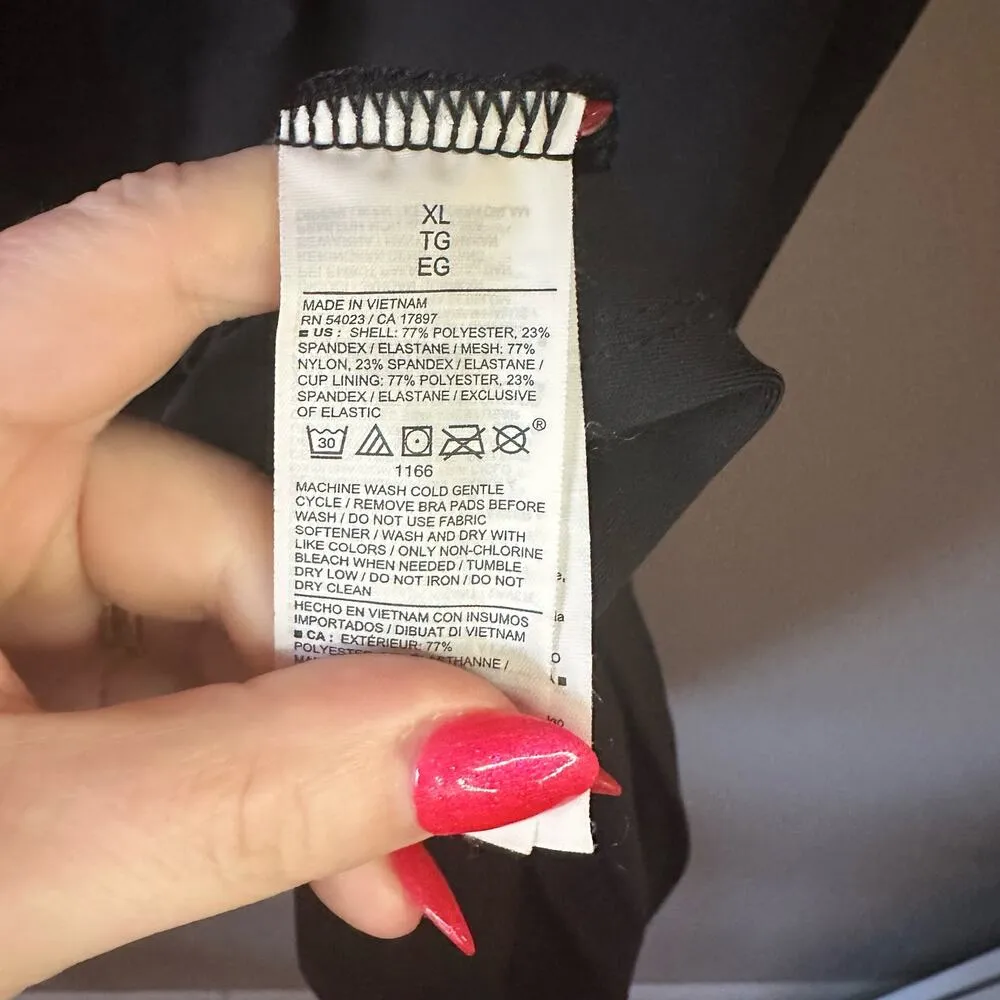 XL
TG
EG
MADE IN VIETNAM
RN 54023 / CA 17897
■ US : SHELL: 77% POLYESTER, 23%
SPANDEX / ELASTANE / MESH: 77%
NYLON, 23% SPANDEX / ELASTANE /
CUP LINING: 77% POLYESTER, 23%
SPANDEX / ELASTANE / EXCLUSIVE
OF ELASTIC
30 ®
1166
MACHINE WASH COLD GENTLE
CYCLE / REMOVE BRA PADS BEFORE
WASH / DO NOT USE FABRIC
SOFTENER / WASH AND DRY WITH
LIKE COLORS / ONLY NON-CHLORINE
BLEACH WHEN NEEDED / TUMBLE
DRY LOW / DO NOT IRON / DO NOT
DRY CLEAN
HECHO EN VIETNAM CON INSUMOS
IMPORTADOS / DIBUAT DI VIETNAM
■ CA : EXTÉRIEUR: 77%